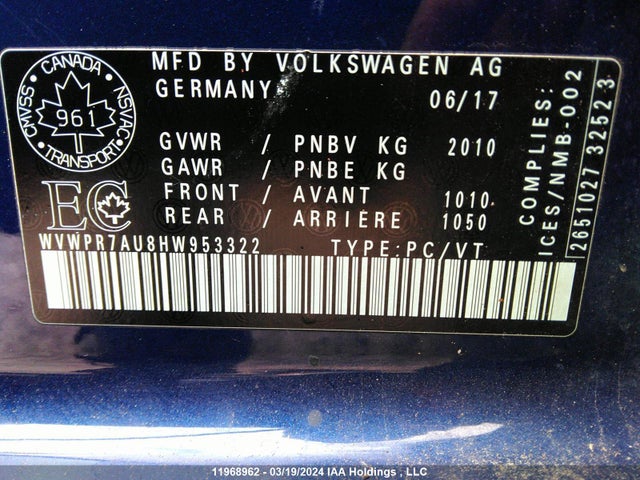 CANADA
CMVSS
NSVAC
961
TRANSPORT
EC
MFD BY VOLKSWAGEN AG
GERMANY 06/17
GVWR / PNBV KG 2010
GAWR / PNBE KG
FRONT / AVANT 1010
REAR / ARRIÈRE 1050
WVWPR7AU8HW953322 TYPE:PC/VT
COMPLIES:
ICES/NMB-002
2651027 32523
11968962 - 03/19/2024 IAA Holdings , LLC